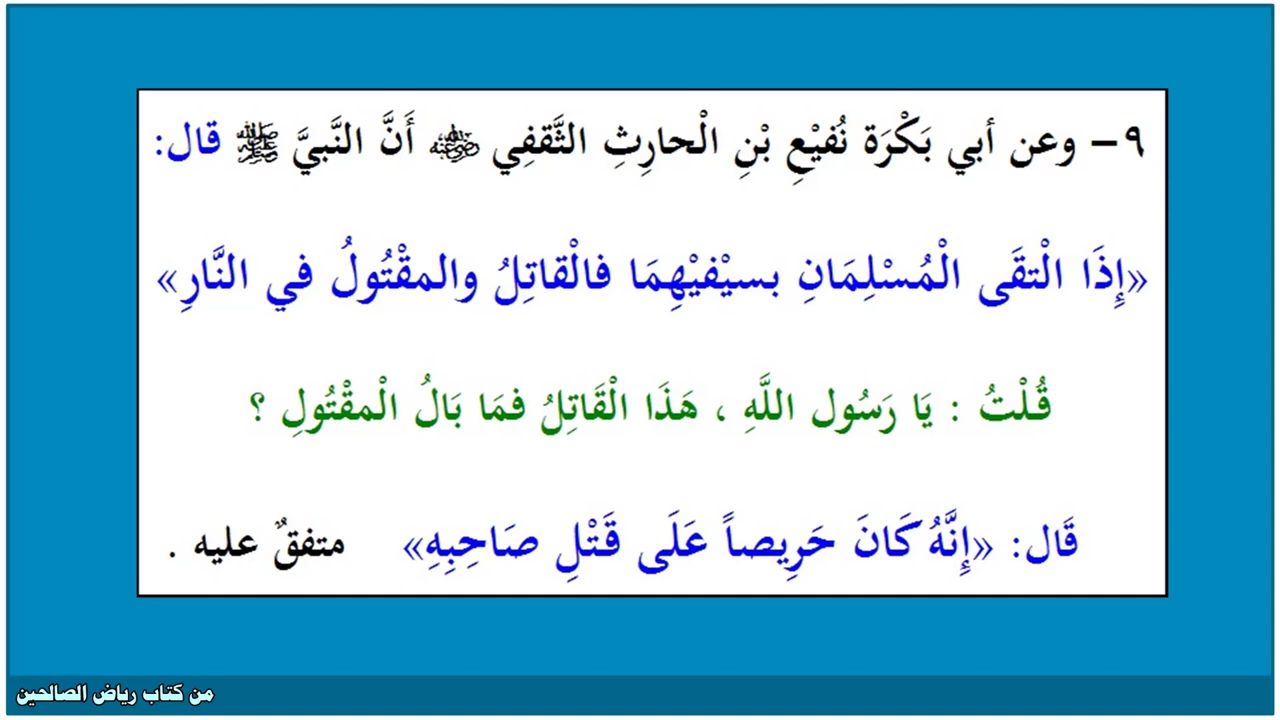 ٩ – وعن أبي بَكْرَة نُفيْعِ بْنِ الْحارِثِ الثَّقفِي ﵁ أَنَّ النَّبيَّ ﷺ قال:
«إِذَا الْتقَى الْمُسْلِمَانِ بسيْفيْهِمَا فالْقاتِلُ والمقْتُولُ في النَّارِ»
قُلْتُ : يَا رَسُول اللَّهِ ، هَذَا الْقَاتِلُ فمَا بَالُ الْمقْتُولِ ؟
قَال: «إِنَّهُ كَانَ حَرِيصاً عَلَى قَتْلِ صَاحِبِهِ» متفقٌ عليه .
من كتاب رياض الصالحين